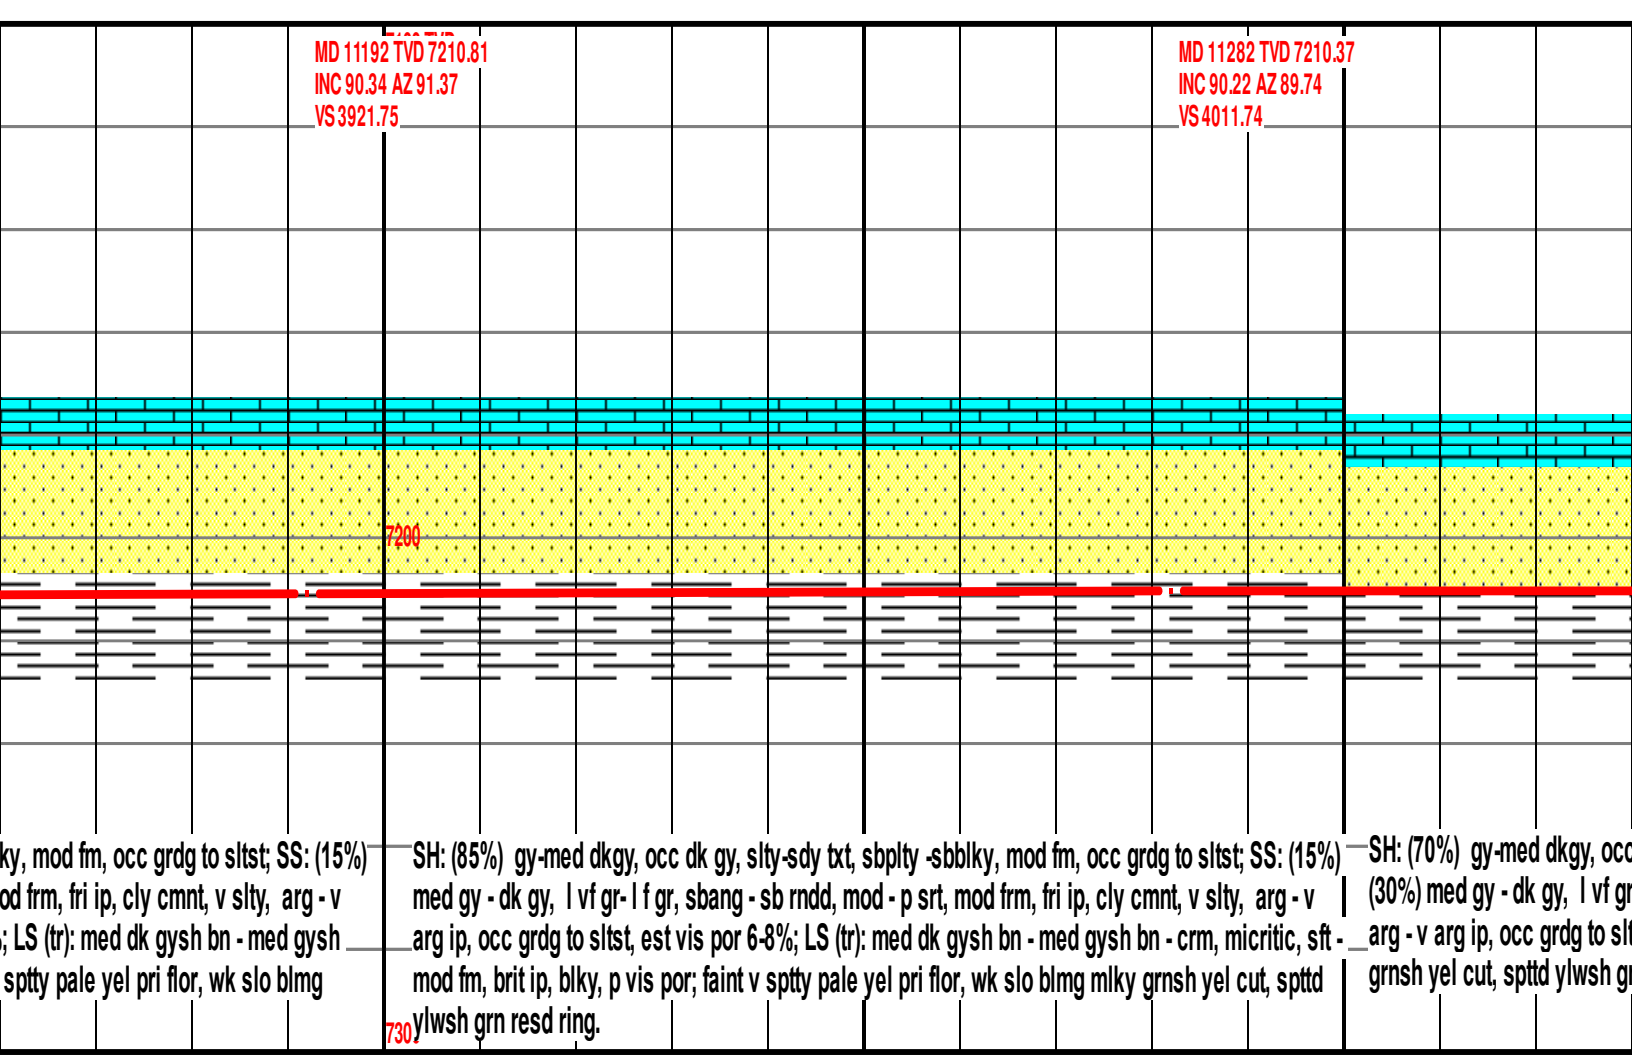 MD 11192 TVD 7210.81
INC 90.34 AZ 91.37
VS 3921.75
MD 11282 TVD 7210.37
INC 90.22 AZ 89.74
VS 4011.74
7200
ky, mod fm, occ grdg to sltst; SS: (15%)
od frm, fri ip, cly cmnt, v slty, arg - v
; LS (tr): med dk gysh bn - med gysh
sptty pale yel pri flor, wk slo blmg
SH: (85%) gy-med dkgy, occ dk gy, slty-sdy txt, sbplty -sbblky, mod fm, occ grdg to sltst; SS: (15%)
med gy - dk gy, l vf gr- l f gr, sbang - sb rndd, mod - p srt, mod frm, fri ip, cly cmnt, v slty, arg - v
arg ip, occ grdg to sltst, est vis por 6-8%; LS (tr): med dk gysh bn - med gysh bn - crm, micritic, sft -
mod fm, brit ip, blky, p vis por; faint v sptty pale yel pri flor, wk slo blmg mlky grnsh yel cut, spttd
ylwsh grn resd ring.
SH: (70%) gy-med dkgy, occ
(30%) med gy - dk gy, l vf gr
arg - v arg ip, occ grdg to slt
grnsh yel cut, spttd ylwsh gr
730